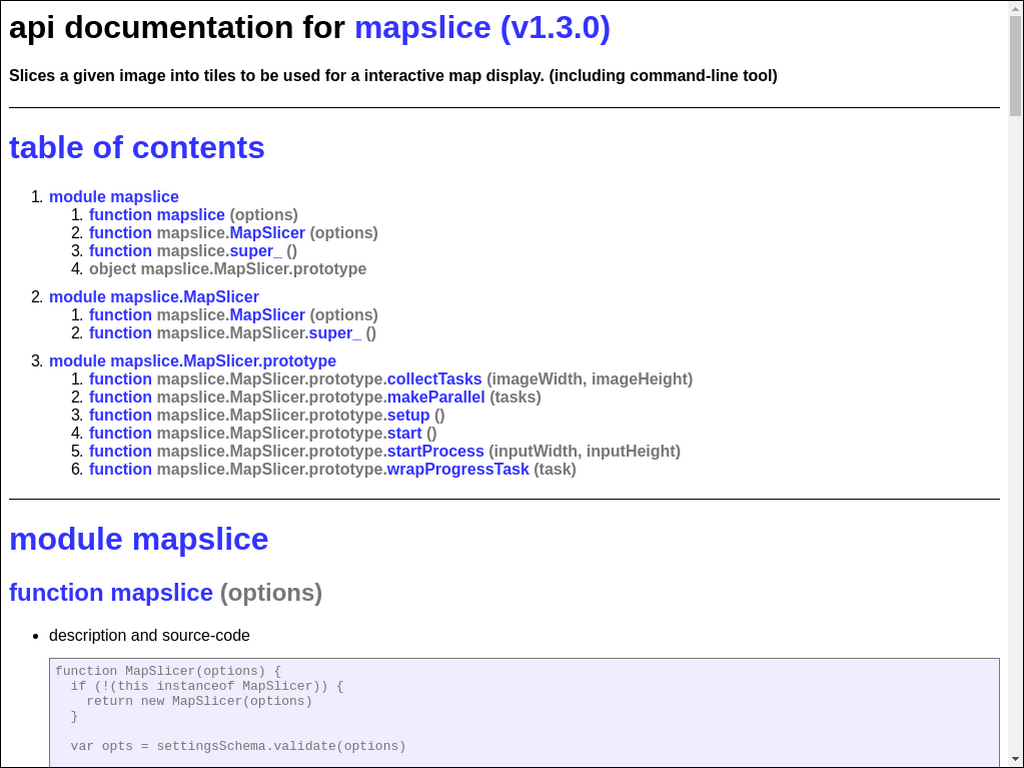 api documentation for mapslice (v1.3.0)
Slices a given image into tiles to be used for a interactive map display. (including command-line tool)
table of contents
1. module mapslice
1. function mapslice (options)
2. function mapslice.MapSlicer (options)
3. function mapslice.super_ ()
4. object mapslice.MapSlicer.prototype
2. module mapslice.MapSlicer
1. function mapslice.MapSlicer (options)
2. function mapslice.MapSlicer.super_ ()
3. module mapslice.MapSlicer.prototype
1. function mapslice.MapSlicer.prototype.collectTasks (imageWidth, imageHeight)
2. function mapslice.MapSlicer.prototype.makeParallel (tasks)
3. function mapslice.MapSlicer.prototype.setup ()
4. function mapslice.MapSlicer.prototype.start ()
5. function mapslice.MapSlicer.prototype.startProcess (inputWidth, inputHeight)
6. function mapslice.MapSlicer.prototype.wrapProgressTask (task)
module mapslice
function mapslice (options)
• description and source-code
function MapSlicer(options) {
  if (!(this instanceof MapSlicer)) {
    return new MapSlicer(options)
  }
  var opts = settingsSchema.validate(options)